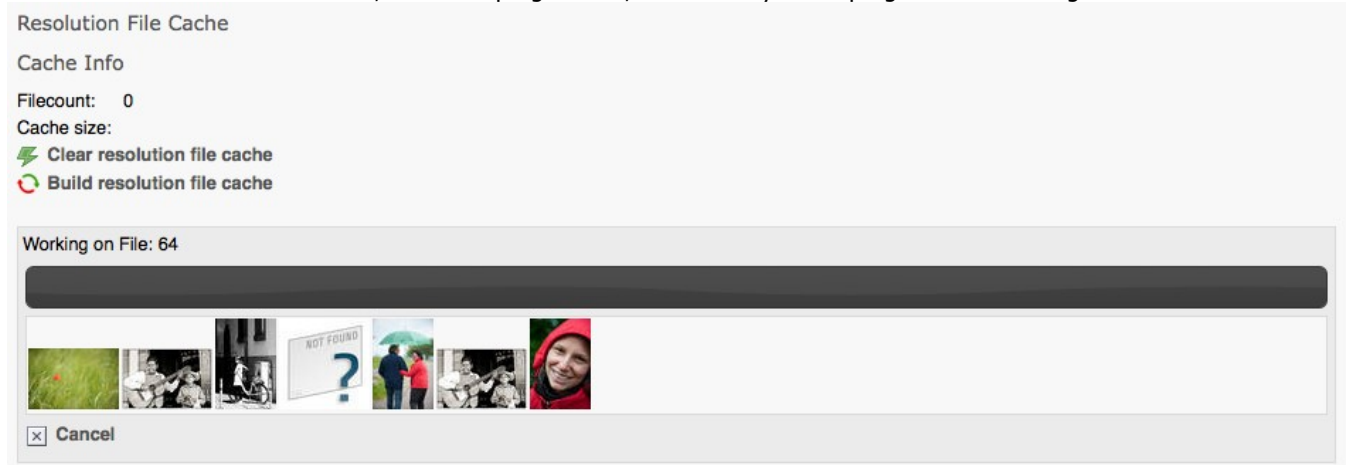 Resolution File Cache
Cache Info
Filecount: 0
Cache size:
Clear resolution file cache
Build resolution file cache
Working on File: 64
NOT FOUND
?
Cancel